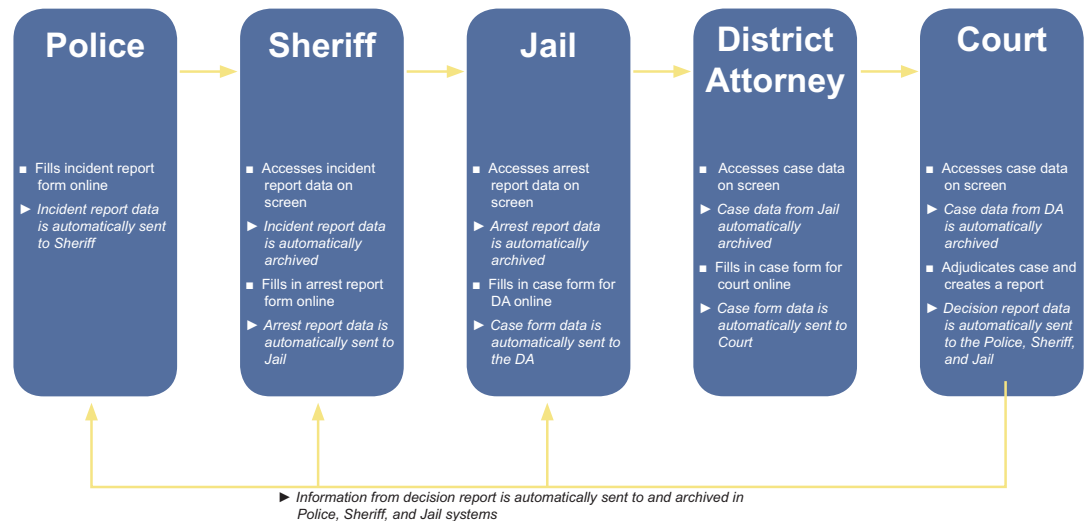 Police
■ Fills incident report
form online
► Incident report data
is automatically sent
to Sheriff
Sheriff
■ Accesses incident
report data on
screen
► Incident report data
is automatically
archived
■ Fills in arrest report
form online
► Arrest report data is
automatically sent to
Jail
Jail
■ Accesses arrest
report data on
screen
► Arrest report data is
automatically
archived
■ Fills in case form for
DA online
► Case form data is
automatically sent to
the DA
District
Attorney
■ Accesses case data
on screen
► Case data from Jail
automatically
archived
■ Fills in case form for
court online
► Case form data is
automatically sent to
Court
Court
■ Accesses case data
on screen
► Case data from DA
is automatically
archived
■ Adjudicates case and
creates a report
► Decision report data
is automatically sent
to the Police, Sheriff,
and Jail
► Information from decision report is automatically sent to and archived in
Police, Sheriff, and Jail systems